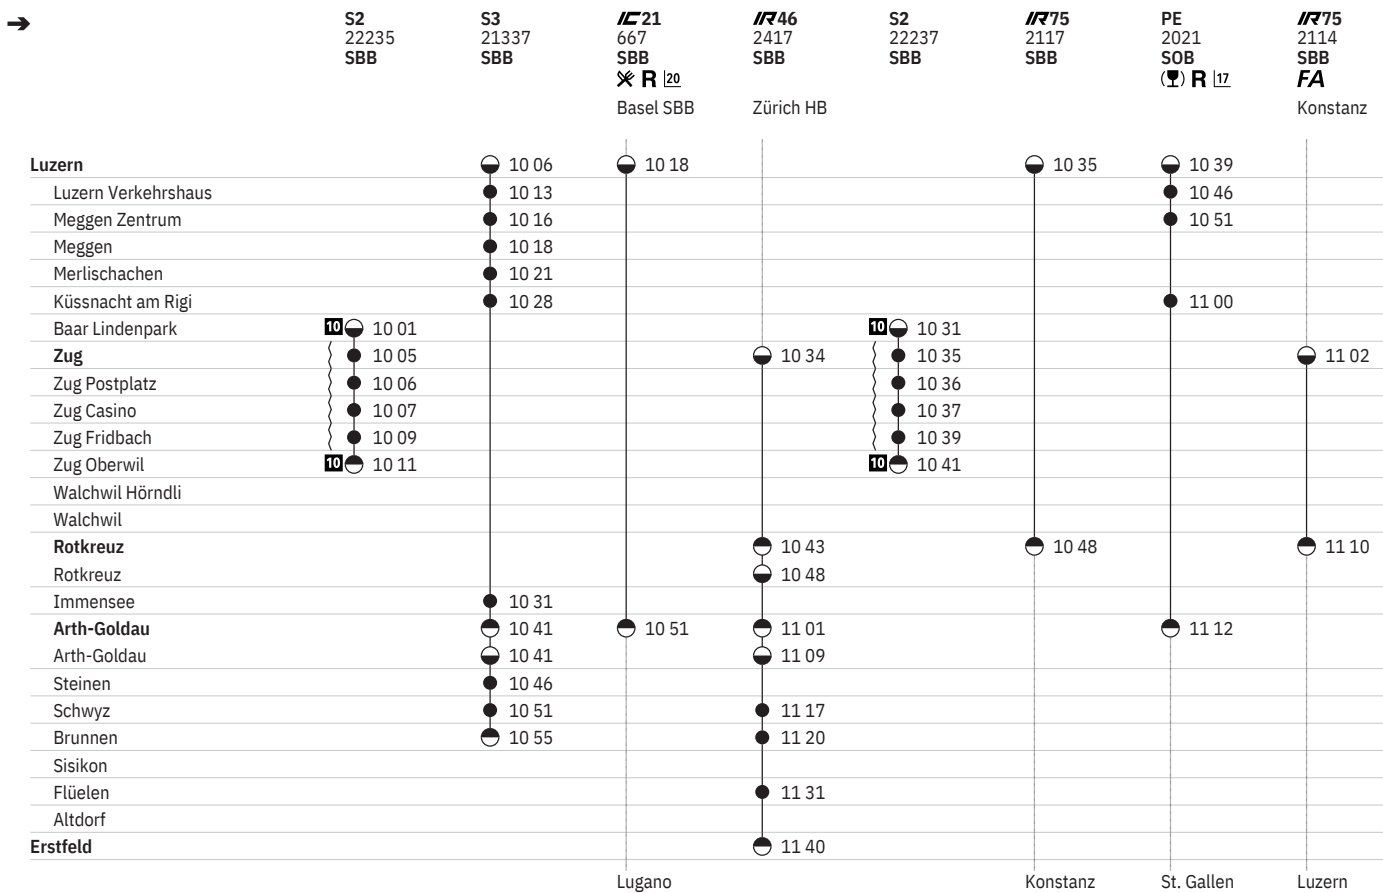 ➔ S2 S3 IC21 IR46 S2 IR75 PE IR75
22235 21337 667 2417 22237 2117 2021 2114
SBB SBB SBB SBB SBB SBB SOB SBB
R 20 R 17 FA
Basel SBB Zürich HB Konstanz
Luzern 10 06 10 18 10 35 10 39
Luzern Verkehrshaus 10 13 10 46
Meggen Zentrum 10 16 10 51
Meggen 10 18
Merlischachen 10 21
Küssnacht am Rigi 10 28 11 00
Baar Lindenpark 10 10 01 10 10 31
Zug 10 05 10 34 10 35 11 02
Zug Postplatz 10 06 10 36
Zug Casino 10 07 10 37
Zug Fridbach 10 09 10 39
Zug Oberwil 10 10 11 10 10 41
Walchwil Hörndli
Walchwil
Rotkreuz 10 43 10 48 11 10
Rotkreuz 10 48
Immensee 10 31
Arth-Goldau 10 41 10 51 11 01 11 12
Arth-Goldau 10 41 11 09
Steinen 10 46
Schwyz 10 51 11 17
Brunnen 10 55 11 20
Sisikon
Flüelen 11 31
Altdorf
Erstfeld 11 40
Lugano Konstanz St. Gallen Luzern